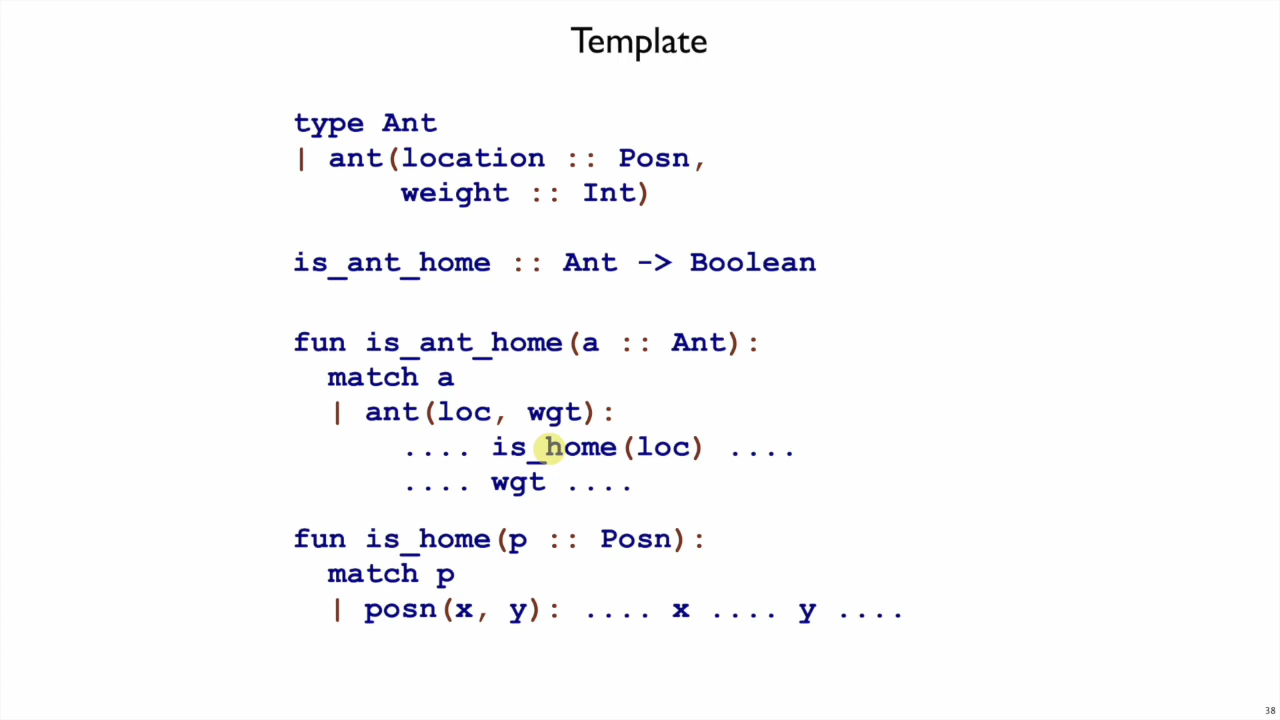 Template
type Ant
| ant(location :: Posn,
weight :: Int)
is_ant_home :: Ant -> Boolean
fun is_ant_home(a :: Ant):
match a
| ant(loc, wgt):
.... is_home(loc) ....
.... wgt ....
fun is_home(p :: Posn):
match p
| posn(x, y): .... x .... y ....
38